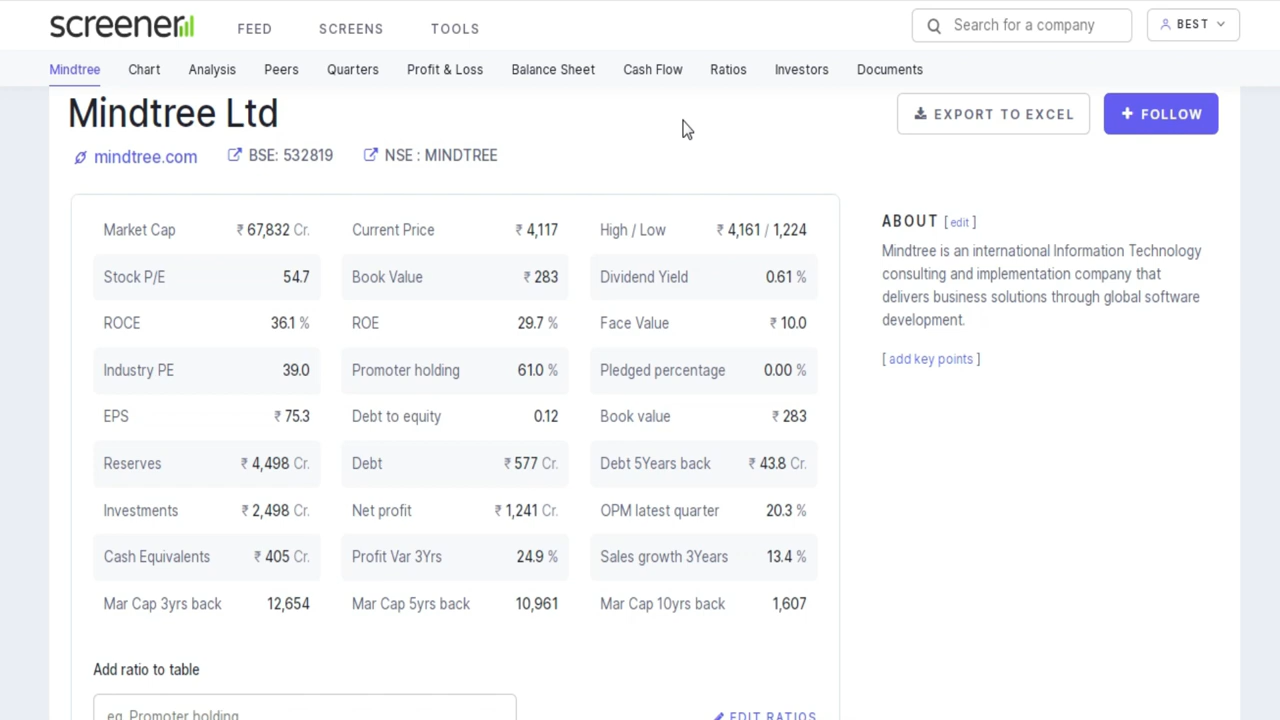 screener FEED SCREENS TOOLS Search for a company BEST
Mindtree Chart Analysis Peers Quarters Profit & Loss Balance Sheet Cash Flow Ratios Investors Documents
Mindtree Ltd EXPORT TO EXCEL + FOLLOW
mindtree.com BSE: 532819 NSE : MINDTREE
Market Cap ₹ 67,832 Cr. Current Price ₹ 4,117 High / Low ₹ 4,161 / 1,224
Stock P/E 54.7 Book Value ₹ 283 Dividend Yield 0.61 %
ROCE 36.1 % ROE 29.7 % Face Value ₹ 10.0
Industry PE 39.0 Promoter holding 61.0 % Pledged percentage 0.00 %
EPS ₹ 75.3 Debt to equity 0.12 Book value ₹ 283
Reserves ₹ 4,498 Cr. Debt ₹ 577 Cr. Debt 5Years back ₹ 43.8 Cr.
Investments ₹ 2,498 Cr. Net profit ₹ 1,241 Cr. OPM latest quarter 20.3 %
Cash Equivalents ₹ 405 Cr. Profit Var 3Yrs 24.9 % Sales growth 3Years 13.4 %
Mar Cap 3yrs back 12,654 Mar Cap 5yrs back 10,961 Mar Cap 10yrs back 1,607
Add ratio to table
eg. Promoter holding EDIT RATIOS
ABOUT [ edit ]
Mindtree is an international Information Technology
consulting and implementation company that
delivers business solutions through global software
development.
[ add key points ]